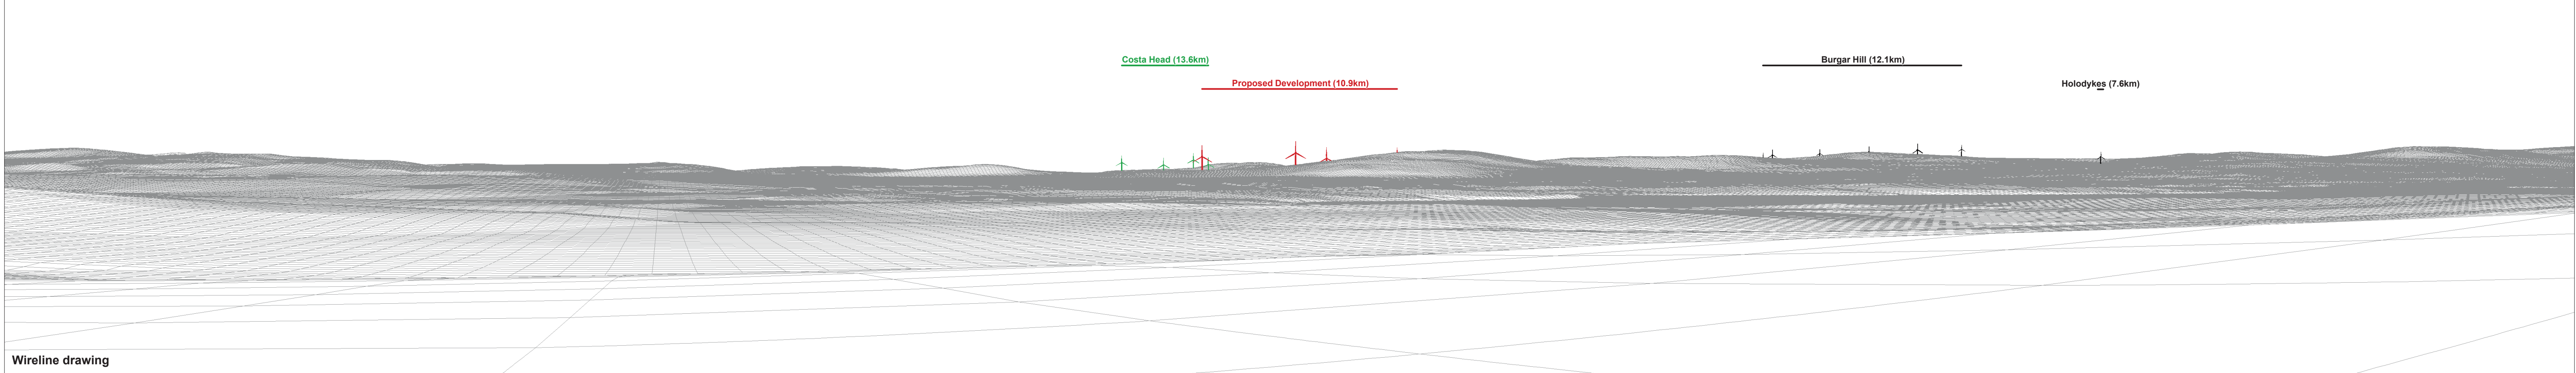 Costa Head (13.6km)
Burgar Hill (12.1km)
Proposed Development (10.9km)
Holodykes (7.6km)
Wireline drawing